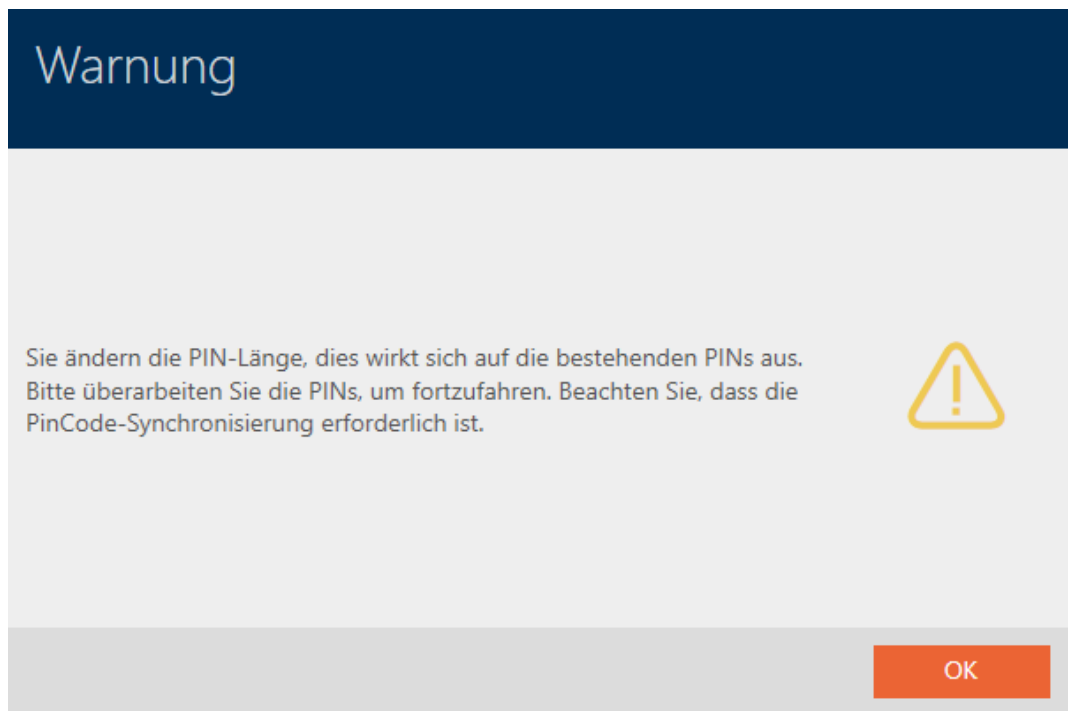 Warnung
Sie ändern die PIN-Länge, dies wirkt sich auf die bestehenden PINs aus.
Bitte überarbeiten Sie die PINs, um fortzufahren. Beachten Sie, dass die
PinCode-Synchronisierung erforderlich ist.
OK